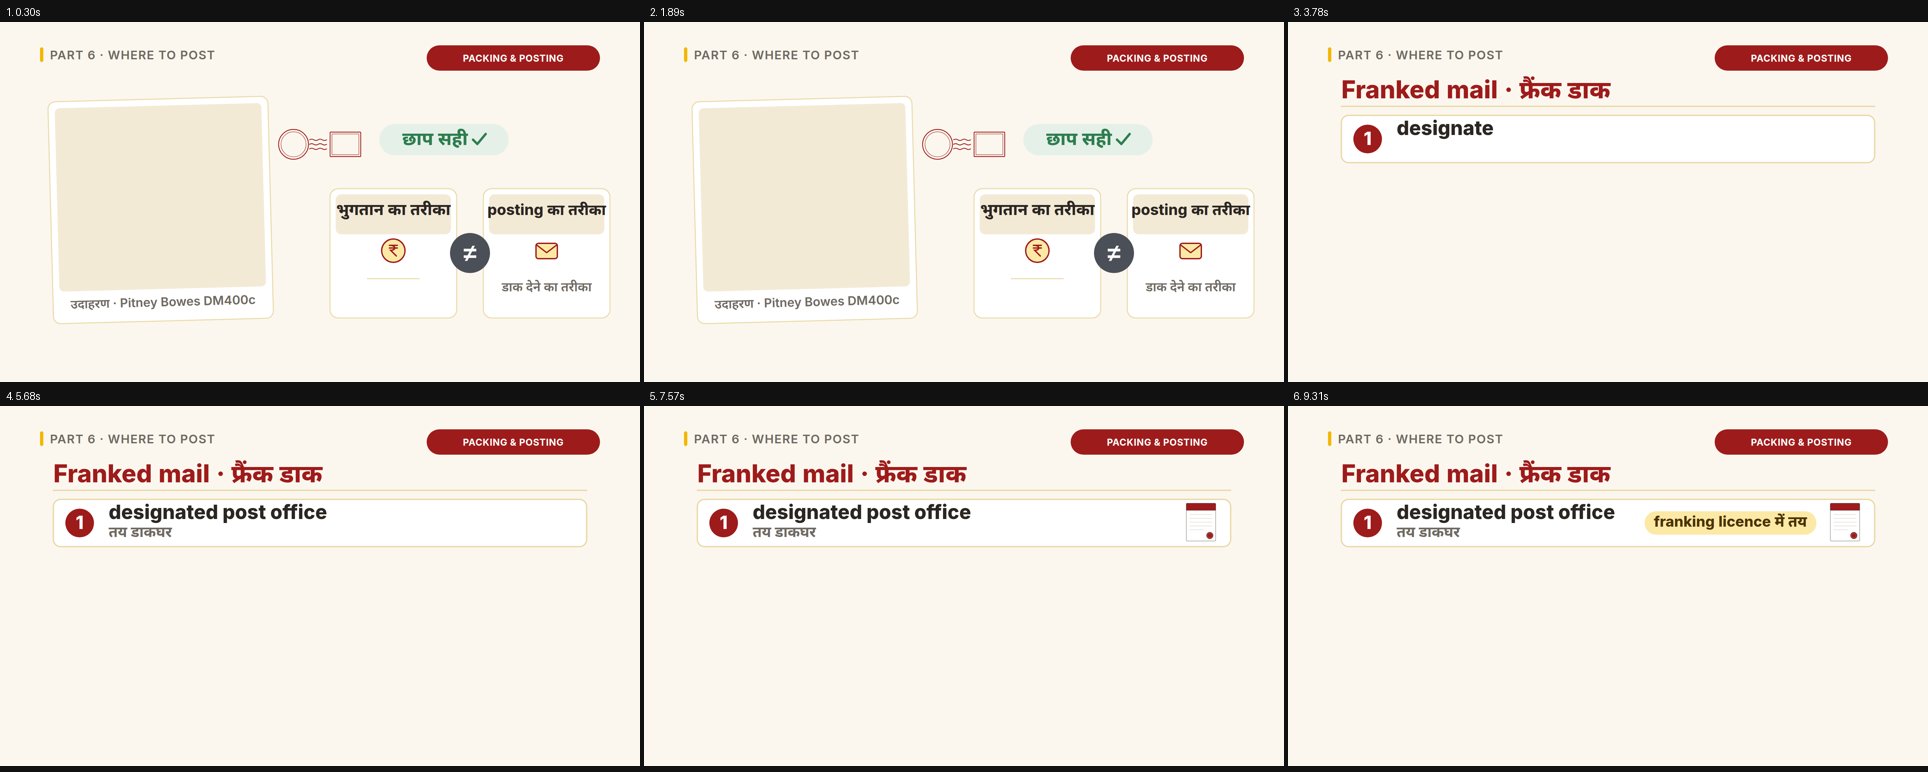 1. 0.30s
PART 6 · WHERE TO POST
PACKING & POSTING
छाप सही ✓
भुगतान का तरीका
posting का तरीका
₹
≠
डाक देने का तरीका
उदाहरण · Pitney Bowes DM400c
2. 1.89s
PART 6 · WHERE TO POST
PACKING & POSTING
छाप सही ✓
भुगतान का तरीका
posting का तरीका
₹
≠
डाक देने का तरीका
उदाहरण · Pitney Bowes DM400c
3. 3.78s
PART 6 · WHERE TO POST
PACKING & POSTING
Franked mail · फ्रैंक डाक
1
designate
4. 5.68s
PART 6 · WHERE TO POST
PACKING & POSTING
Franked mail · फ्रैंक डाक
1
designated post office
तय डाकघर
5. 7.57s
PART 6 · WHERE TO POST
PACKING & POSTING
Franked mail · फ्रैंक डाक
1
designated post office
तय डाकघर
6. 9.31s
PART 6 · WHERE TO POST
PACKING & POSTING
Franked mail · फ्रैंक डाक
1
designated post office
तय डाकघर
franking licence में तय